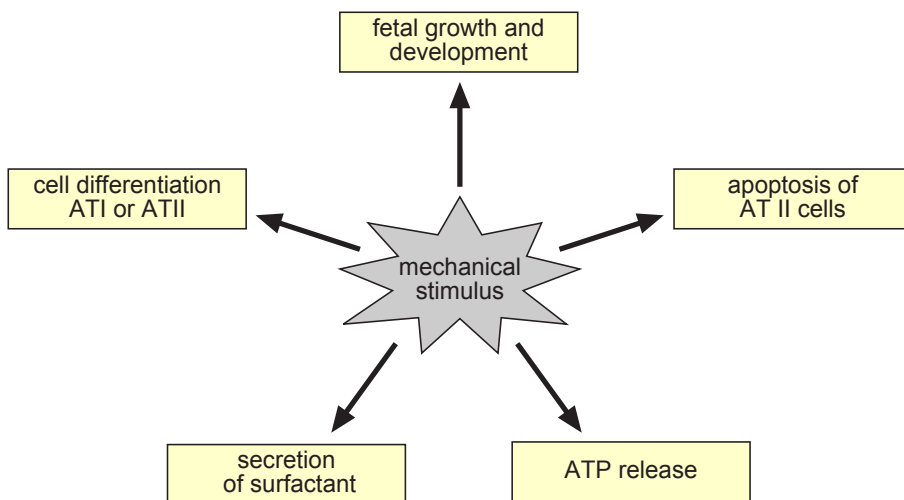 fetal growth and
development
cell differentiation
ATI or ATII
apoptosis of
AT II cells
mechanical
stimulus
secretion
of surfactant
ATP release